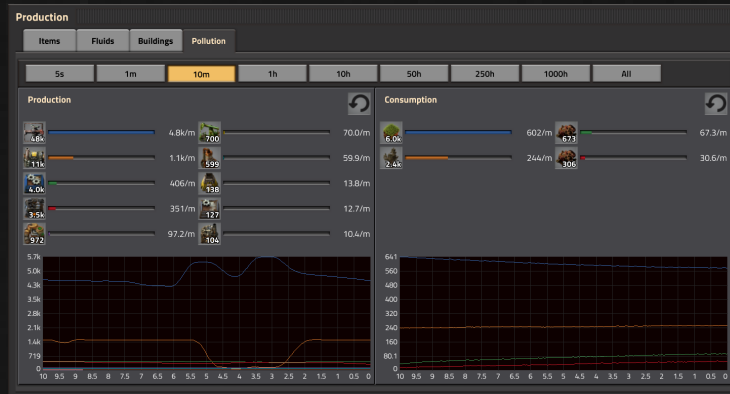 Production
Items Fluids Buildings Pollution
5s 1m 10m 1h 10h 50h 250h 1000h All
Production Consumption
48k 4.8k/m 700 70.0/m 6.0k 602/m 673 67.3/m
11k 1.1k/m 599 59.9/m 2.4k 244/m 306 30.6/m
4.0k 406/m 138 13.8/m
3.5k 351/m 127 12.7/m
972 97.2/m 104 10.4/m
5.7k 641
5.0k 560
4.3k 480
3.5k 400
2.8k 320
2.1k 240
1.4k 160
719 80.1
0 0
10 9.5 9 8.5 8 7.5 7 6.5 6 5.5 5 4.5 4 3.5 3 2.5 2 1.5 1 0.5 0 10 9.5 9 8.5 8 7.5 7 6.5 6 5.5 5 4.5 4 3.5 3 2.5 2 1.5 1 0.5 0